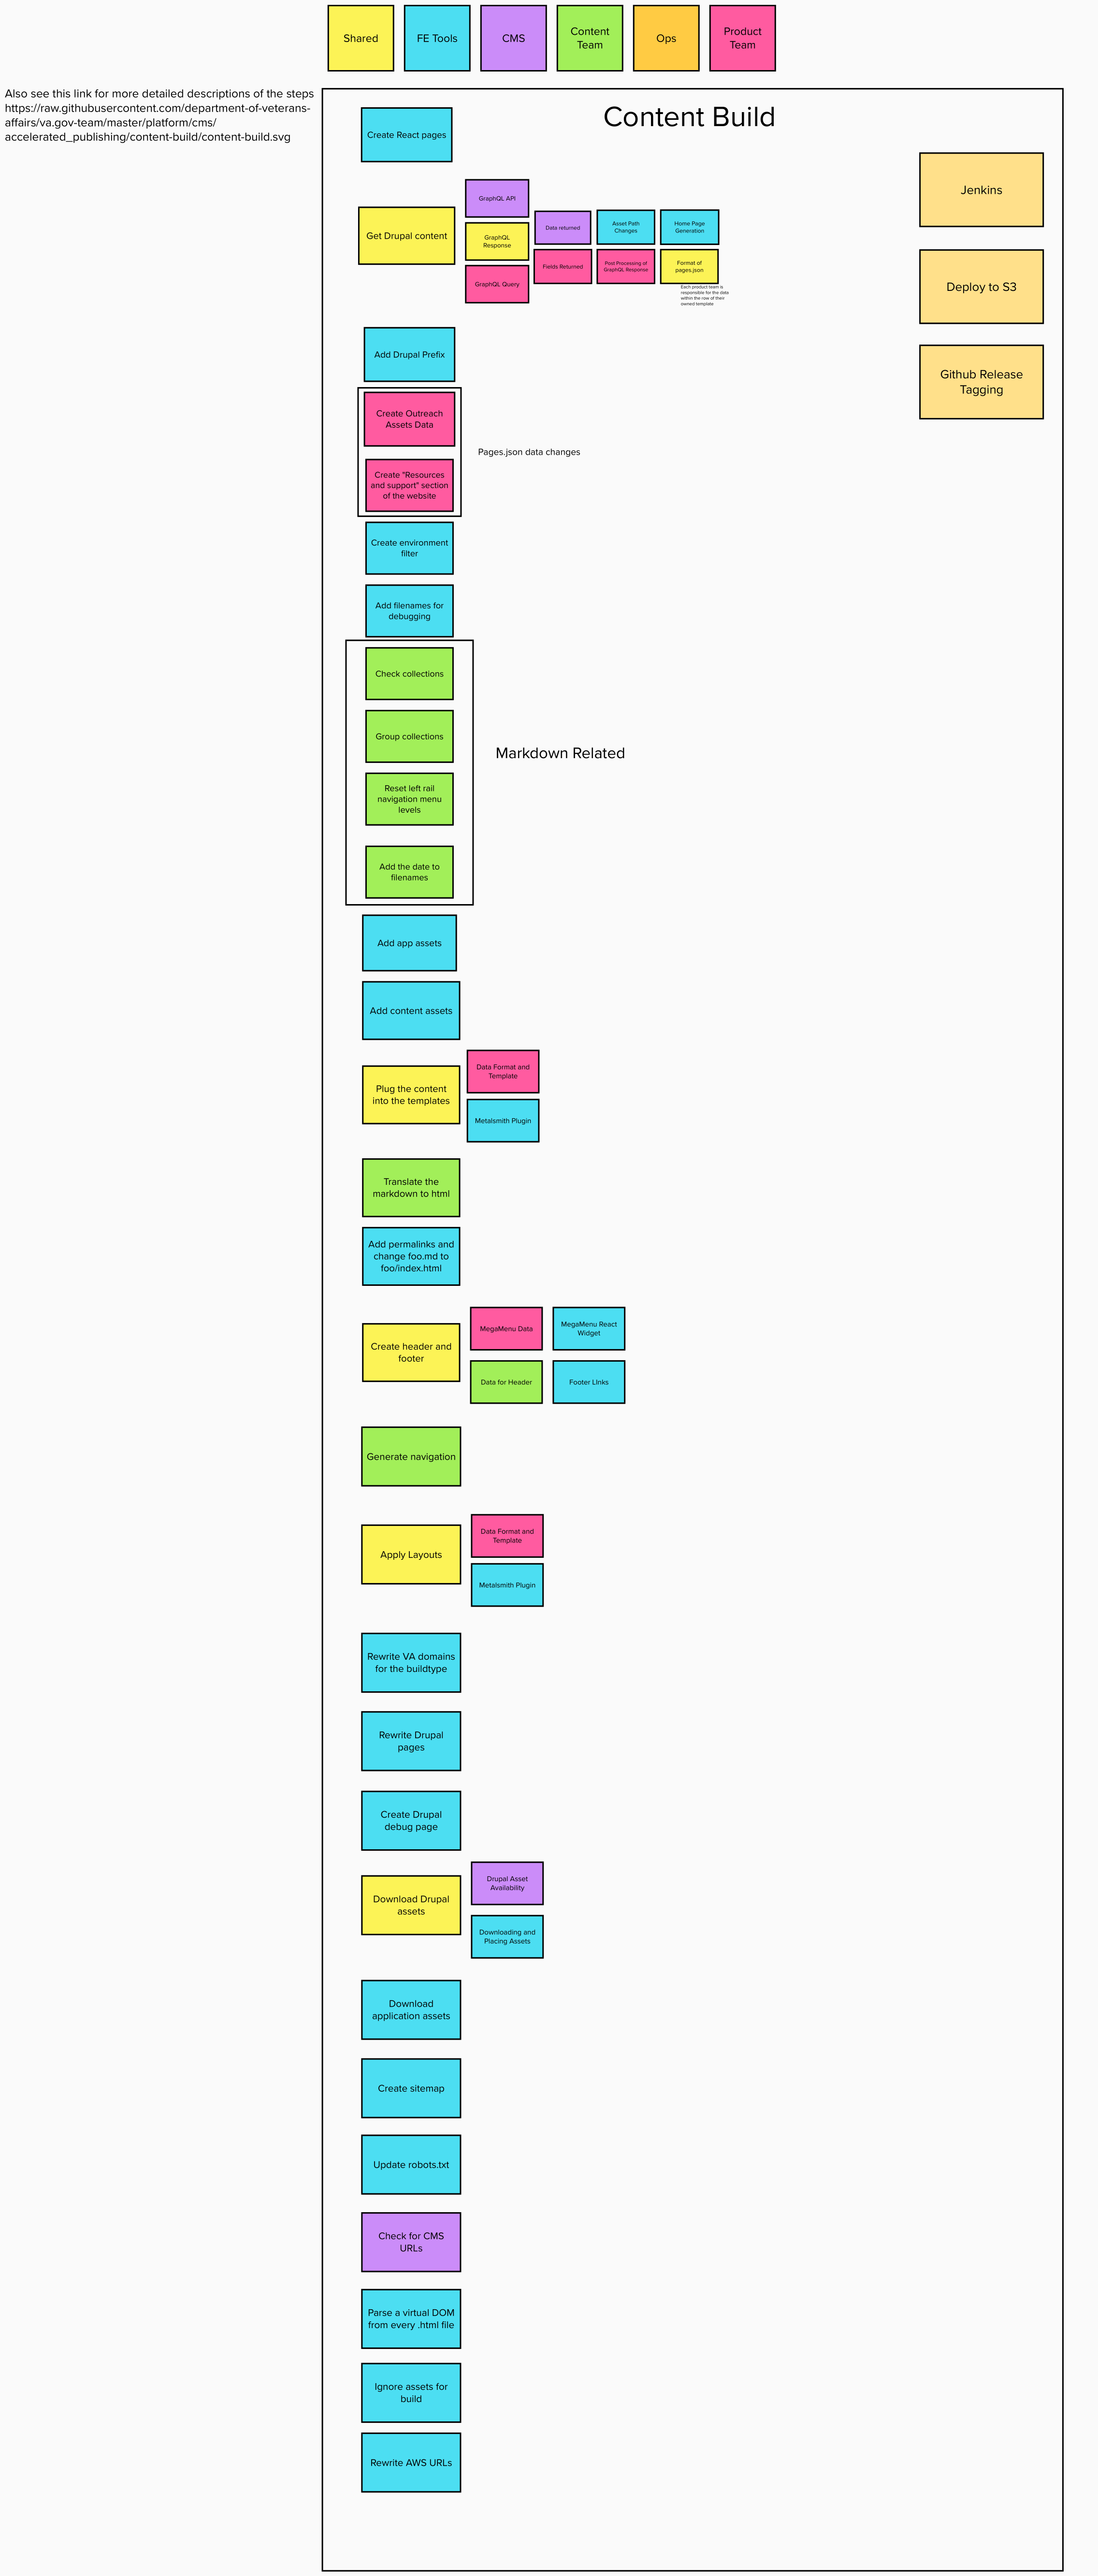 Shared
FE Tools
CMS
Content
Team
Ops
Product
Team
Also see this link for more detailed descriptions of the steps
https://raw.githubusercontent.com/department-of-veterans-
affairs/va.gov-team/master/platform/cms/
accelerated_publishing/content-build/content-build.svg
Content Build
Create React pages
Jenkins
Deploy to S3
Github Release
Tagging
Get Drupal content
GraphQL API
GraphQL
Response
GraphQL Query
Data returned
Fields Returned
Asset Path
Changes
Post Processing of
GraphQL Response
Home Page
Generation
Format of
pages.json
Each product team is
responsible for the data
within the row of their
owned template
Add Drupal Prefix
Create Outreach
Assets Data
Create "Resources
and support" section
of the website
Pages.json data changes
Create environment
filter
Add filenames for
debugging
Check collections
Group collections
Reset left rail
navigation menu
levels
Add the date to
filenames
Markdown Related
Add app assets
Add content assets
Plug the content
into the templates
Data Format and
Template
Metalsmith Plugin
Translate the
markdown to html
Add permalinks and
change foo.md to
foo/index.html
Create header and
footer
MegaMenu Data
MegaMenu React
Widget
Data for Header
Footer LInks
Generate navigation
Apply Layouts
Data Format and
Template
Metalsmith Plugin
Rewrite VA domains
for the buildtype
Rewrite Drupal
pages
Create Drupal
debug page
Download Drupal
assets
Drupal Asset
Availability
Downloading and
Placing Assets
Download
application assets
Create sitemap
Update robots.txt
Check for CMS
URLs
Parse a virtual DOM
from every .html file
Ignore assets for
build
Rewrite AWS URLs